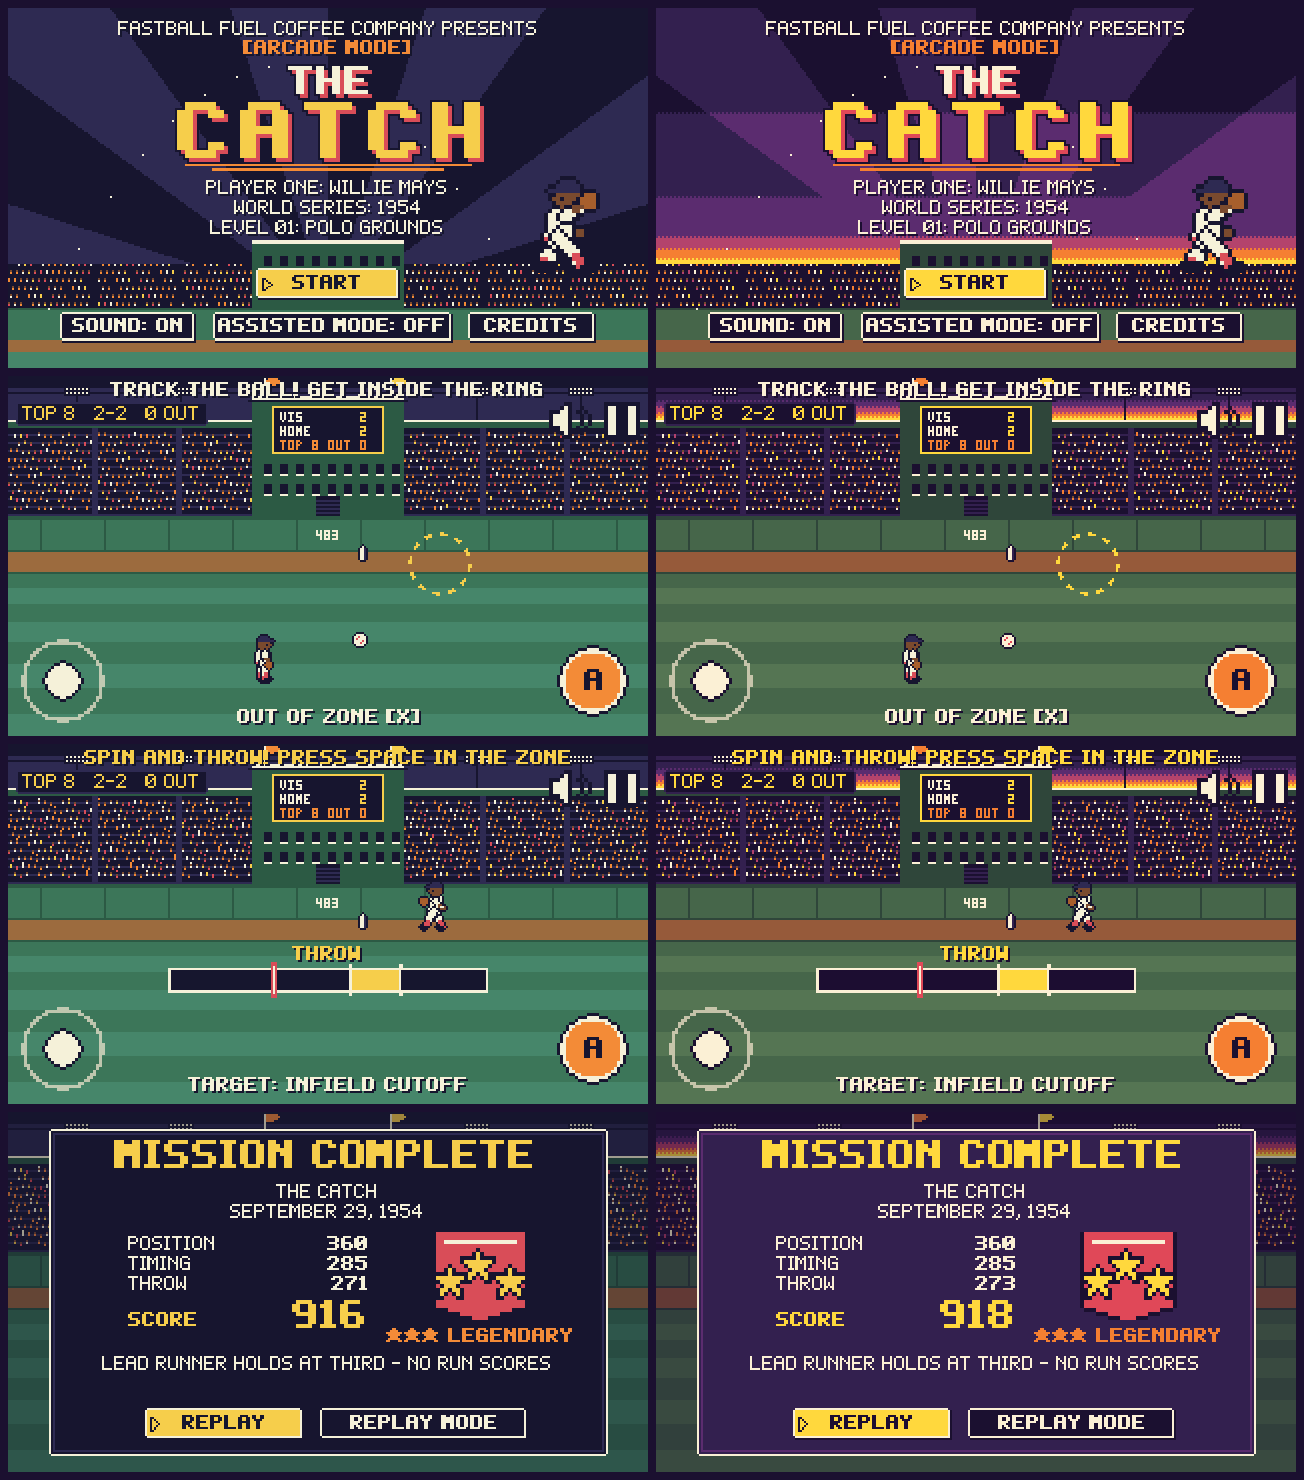 FASTBALL FUEL COFFEE COMPANY PRESENTS
[ARCADE MODE]
THE
CATCH
PLAYER ONE: WILLIE MAYS ·
WORLD SERIES: 1954
LEVEL 01: POLO GROUNDS
START
SOUND: ON
ASSISTED MODE: OFF
CREDITS
FASTBALL FUEL COFFEE COMPANY PRESENTS
[ARCADE MODE]
THE
CATCH
PLAYER ONE: WILLIE MAYS ·
WORLD SERIES: 1954
LEVEL 01: POLO GROUNDS
START
SOUND: ON
ASSISTED MODE: OFF
CREDITS
TRACK THE BALL! GET INSIDE THE RING
TOP 8 2-2 0 OUT
VIS 2
HOME 2
TOP 8 OUT 0
483
A
OUT OF ZONE [X]
TRACK THE BALL! GET INSIDE THE RING
TOP 8 2-2 0 OUT
VIS 2
HOME 2
TOP 8 OUT 0
483
A
OUT OF ZONE [X]
SPIN AND THROW! PRESS SPACE IN THE ZONE
TOP 8 2-2 0 OUT
VIS 2
HOME 2
TOP 8 OUT 0
483
THROW
A
TARGET: INFIELD CUTOFF
SPIN AND THROW! PRESS SPACE IN THE ZONE
TOP 8 2-2 0 OUT
VIS 2
HOME 2
TOP 8 OUT 0
483
THROW
A
TARGET: INFIELD CUTOFF
MISSION COMPLETE
THE CATCH
SEPTEMBER 29, 1954
POSITION 360
TIMING 285
THROW 271
SCORE 916
★★★ LEGENDARY
LEAD RUNNER HOLDS AT THIRD - NO RUN SCORES
REPLAY
REPLAY MODE
MISSION COMPLETE
THE CATCH
SEPTEMBER 29, 1954
POSITION 360
TIMING 285
THROW 273
SCORE 918
★★★ LEGENDARY
LEAD RUNNER HOLDS AT THIRD - NO RUN SCORES
REPLAY
REPLAY MODE